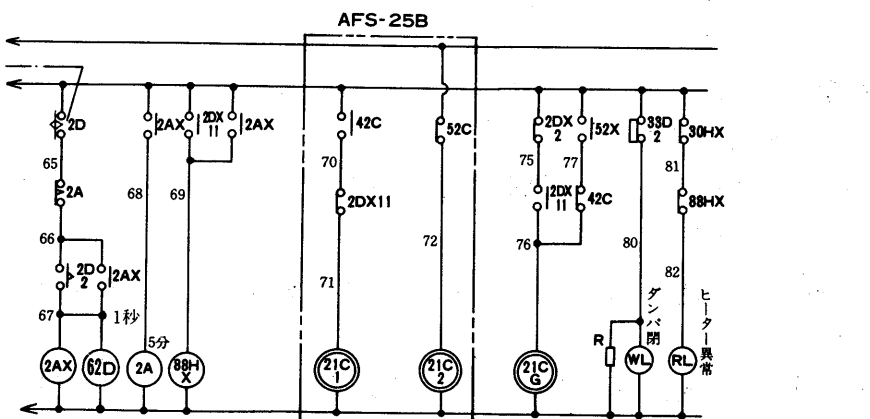 AFS-25B
2D
2AX
2DX
11
2AX
42C
52C
2DX
2
52X
33D
2
30HX
65
70
75
77
81
2A
68
69
2DX11
2DX
11
42C
88HX
66
72
76
80
2D
2
2AX
71
82
67
1秒
5分
R
ダンパ閉
ヒーター異常
2AX
62D
2A
88H
X
21C
1
21C
2
21C
G
WL
RL